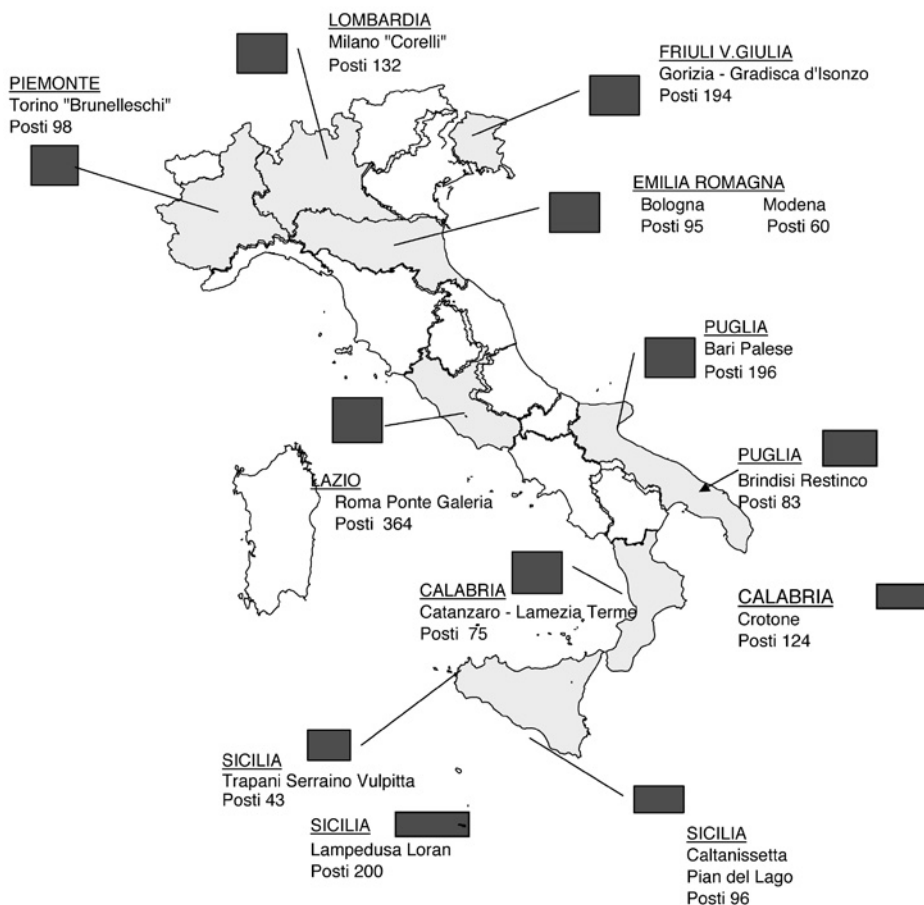 LOMBARDIA
Milano "Corelli"
Posti 132
FRIULI V.GIULIA
Gorizia - Gradisca d'Isonzo
Posti 194
PIEMONTE
Torino "Brunelleschi"
Posti 98
EMILIA ROMAGNA
Bologna Modena
Posti 95 Posti 60
PUGLIA
Bari Palese
Posti 196
PUGLIA
Brindisi Restinco
Posti 83
LAZIO
Roma Ponte Galeria
Posti 364
CALABRIA
Catanzaro - Lamezia Terme
Posti 75
CALABRIA
Crotone
Posti 124
SICILIA
Trapani Serraino Vulpitta
Posti 43
SICILIA
Lampedusa Loran
Posti 200
SICILIA
Caltanissetta
Pian del Lago
Posti 96